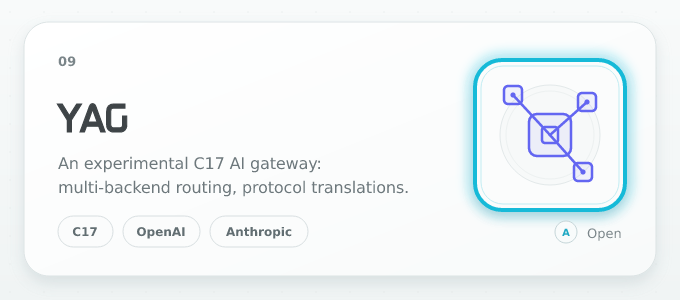 09
YAG
An experimental C17 AI gateway:
multi-backend routing, protocol translations.
C17
OpenAI
Anthropic
A Open